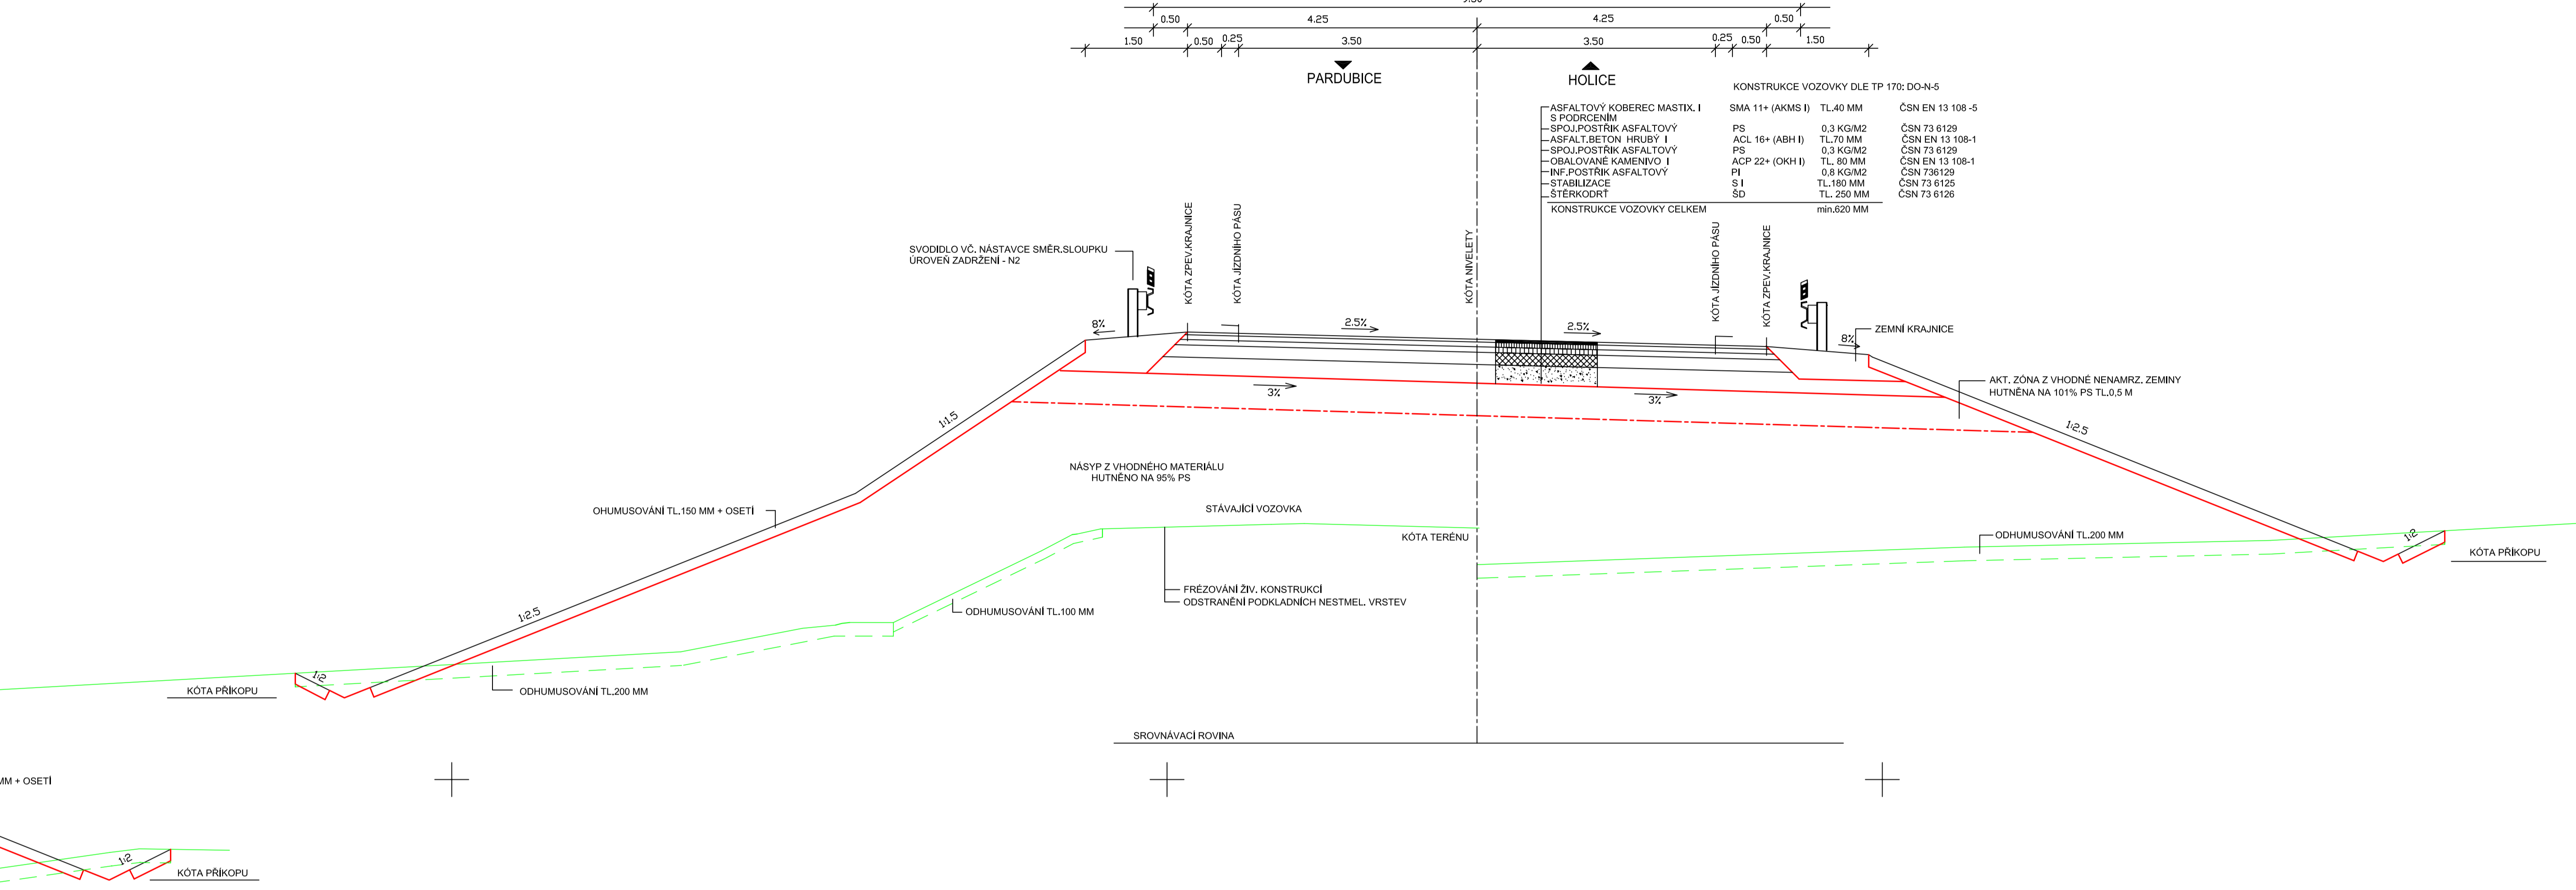 0.50 4.25 4.25 0.50
1.50 0.50 0.25 3.50 3.50 0.25 0.50 1.50
PARDUBICE
HOLICE
KONSTRUKCE VOZOVKY DLE TP 170: DO-N-5
ASFALTOVÝ KOBEREC MASTIX. I SMA 11+ (AKMS I) TL.40 MM ČSN EN 13 108 -5
S PODRCENÍM
SPOJ.POSTŘIK ASFALTOVÝ PS 0,3 KG/M2 ČSN 73 6129
ASFALT.BETON HRUBÝ I ACL 16+ (ABH I) TL.70 MM ČSN EN 13 108-1
SPOJ.POSTŘIK ASFALTOVÝ PS 0,3 KG/M2 ČSN 73 6129
OBALOVANÉ KAMENIVO I ACP 22+ (OKH I) TL. 80 MM ČSN EN 13 108-1
INF.POSTŘIK ASFALTOVÝ PI 0,8 KG/M2 ČSN 736129
STABILIZACE S I TL.180 MM ČSN 73 6125
ŠTĚRKODRŤ ŠD TL. 250 MM ČSN 73 6126
KONSTRUKCE VOZOVKY CELKEM min.620 MM
SVODIDLO VČ. NÁSTAVCE SMĚR.SLOUPKU
ÚROVEŇ ZADRŽENÍ - N2
KÓTA ZPEV.KRAJNICE
KÓTA JÍZDNÍHO PÁSU
KÓTA NIVELETY
KÓTA JÍZDNÍHO PÁSU
KÓTA ZPEV.KRAJNICE
8%
2.5%
2.5%
8%
ZEMNÍ KRAJNICE
3%
3%
AKT. ZÓNA Z VHODNÉ NENAMRZ. ZEMINY
HUTNĚNA NA 101% PS TL.0,5 M
1:1.5
1:2.5
NÁSYP Z VHODNÉHO MATERIÁLU
HUTNĚNO NA 95% PS
OHUMUSOVÁNÍ TL.150 MM + OSETÍ
STÁVAJÍCÍ VOZOVKA
KÓTA TERÉNU
ODHUMUSOVÁNÍ TL.200 MM
1:2
KÓTA PŘÍKOPU
FRÉZOVÁNÍ ŽIV. KONSTRUKCÍ
ODSTRANĚNÍ PODKLADNÍCH NESTMEL. VRSTEV
ODHUMUSOVÁNÍ TL.100 MM
1:2.5
1:2
KÓTA PŘÍKOPU
ODHUMUSOVÁNÍ TL.200 MM
SROVNÁVACÍ ROVINA
MM + OSETÍ
1:2
KÓTA PŘÍKOPU